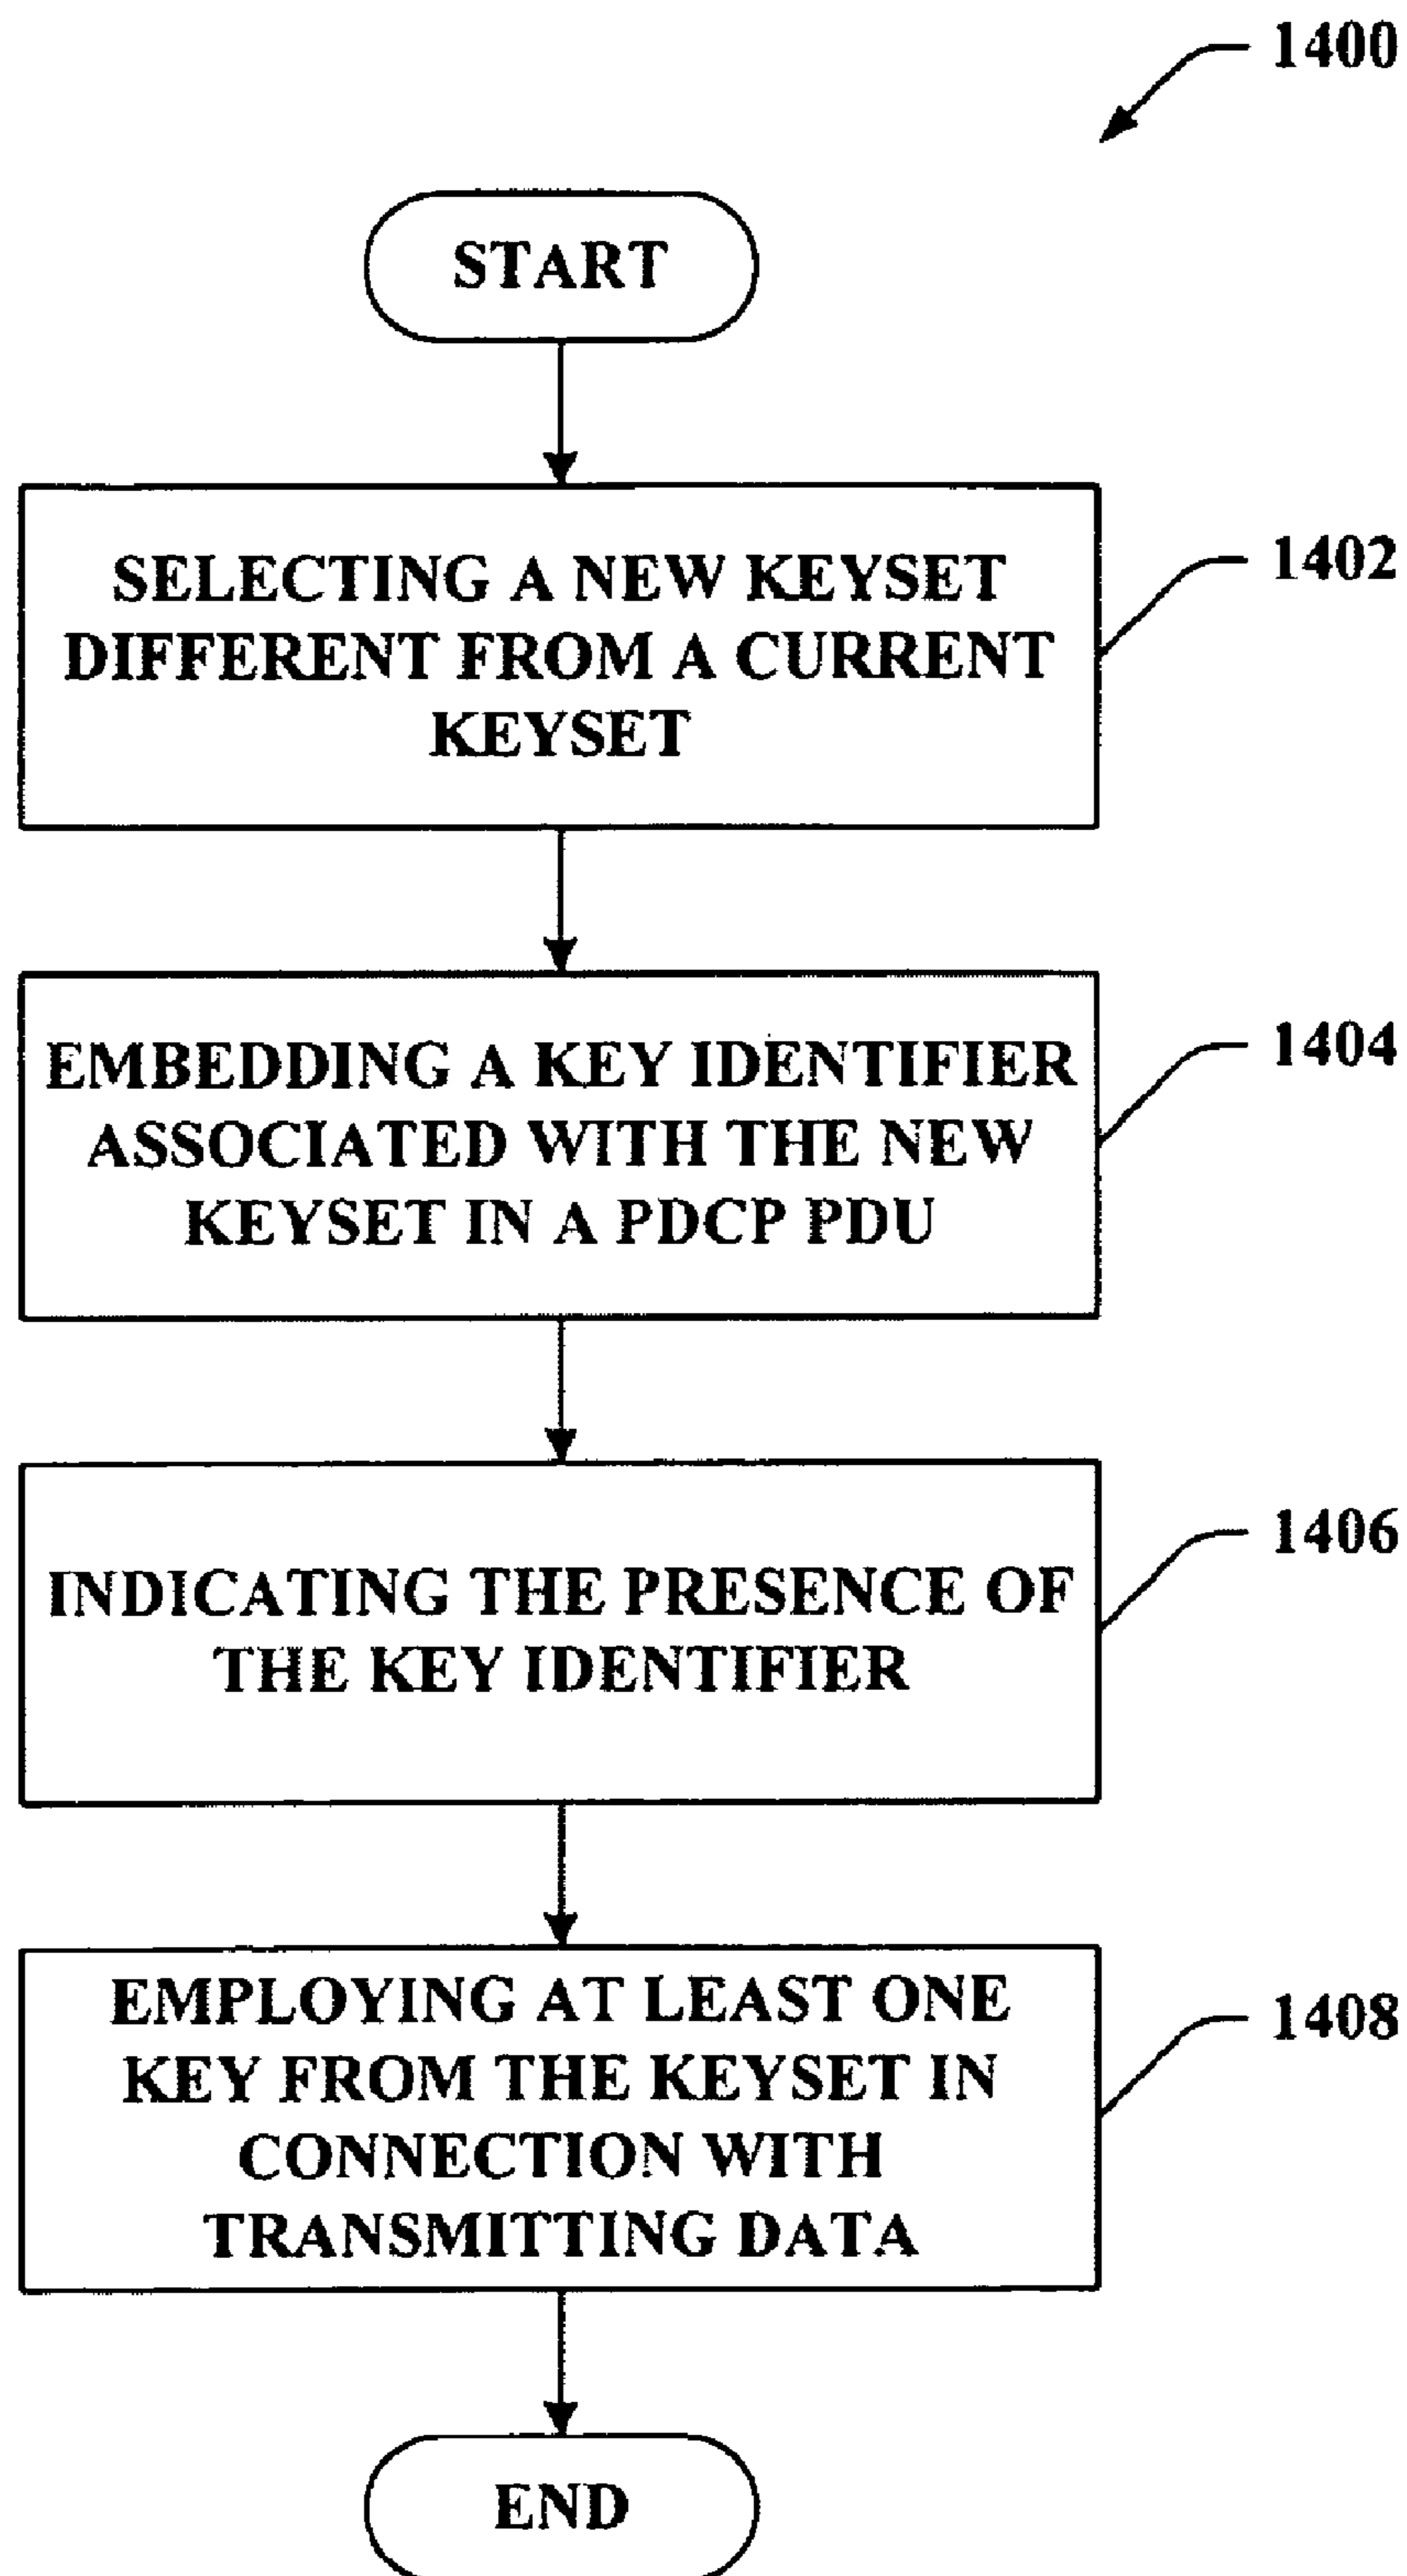 1400
START
SELECTING A NEW KEYSET
DIFFERENT FROM A CURRENT
KEYSET
1402
EMBEDDING A KEY IDENTIFIER
ASSOCIATED WITH THE NEW
KEYSET IN A PDCP PDU
1404
INDICATING THE PRESENCE OF
THE KEY IDENTIFIER
1406
EMPLOYING AT LEAST ONE
KEY FROM THE KEYSET IN
CONNECTION WITH
TRANSMITTING DATA
1408
END